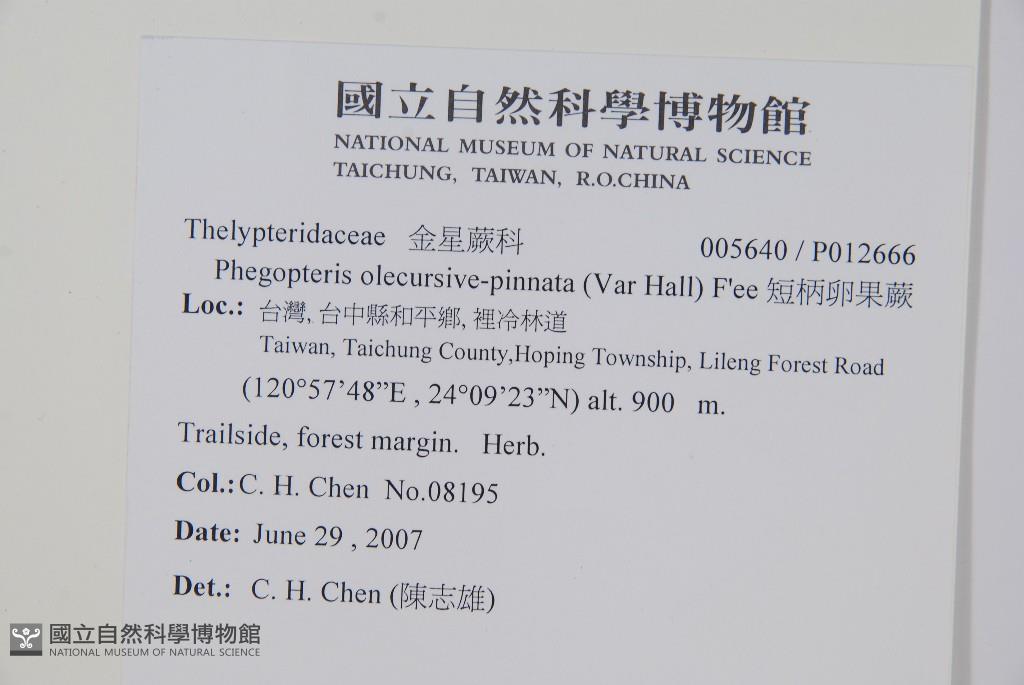 國立自然科學博物館
NATIONAL MUSEUM OF NATURAL SCIENCE
TAICHUNG, TAIWAN, R.O.CHINA
Thelypteridaceae 金星蕨科 005640 / P012666
Phegopteris olecursive-pinnata (Var Hall) F'ee 短柄卵果蕨
Loc.: 台灣, 台中縣和平鄉, 裡冷林道
Taiwan, Taichung County,Hoping Township, Lileng Forest Road
(120°57’48”E , 24°09’23”N) alt. 900 m.
Trailside, forest margin. Herb.
Col.: C. H. Chen No.08195
Date: June 29 , 2007
Det.: C. H. Chen (陳志雄)
國立自然科學博物館
NATIONAL MUSEUM OF NATURAL SCIENCE